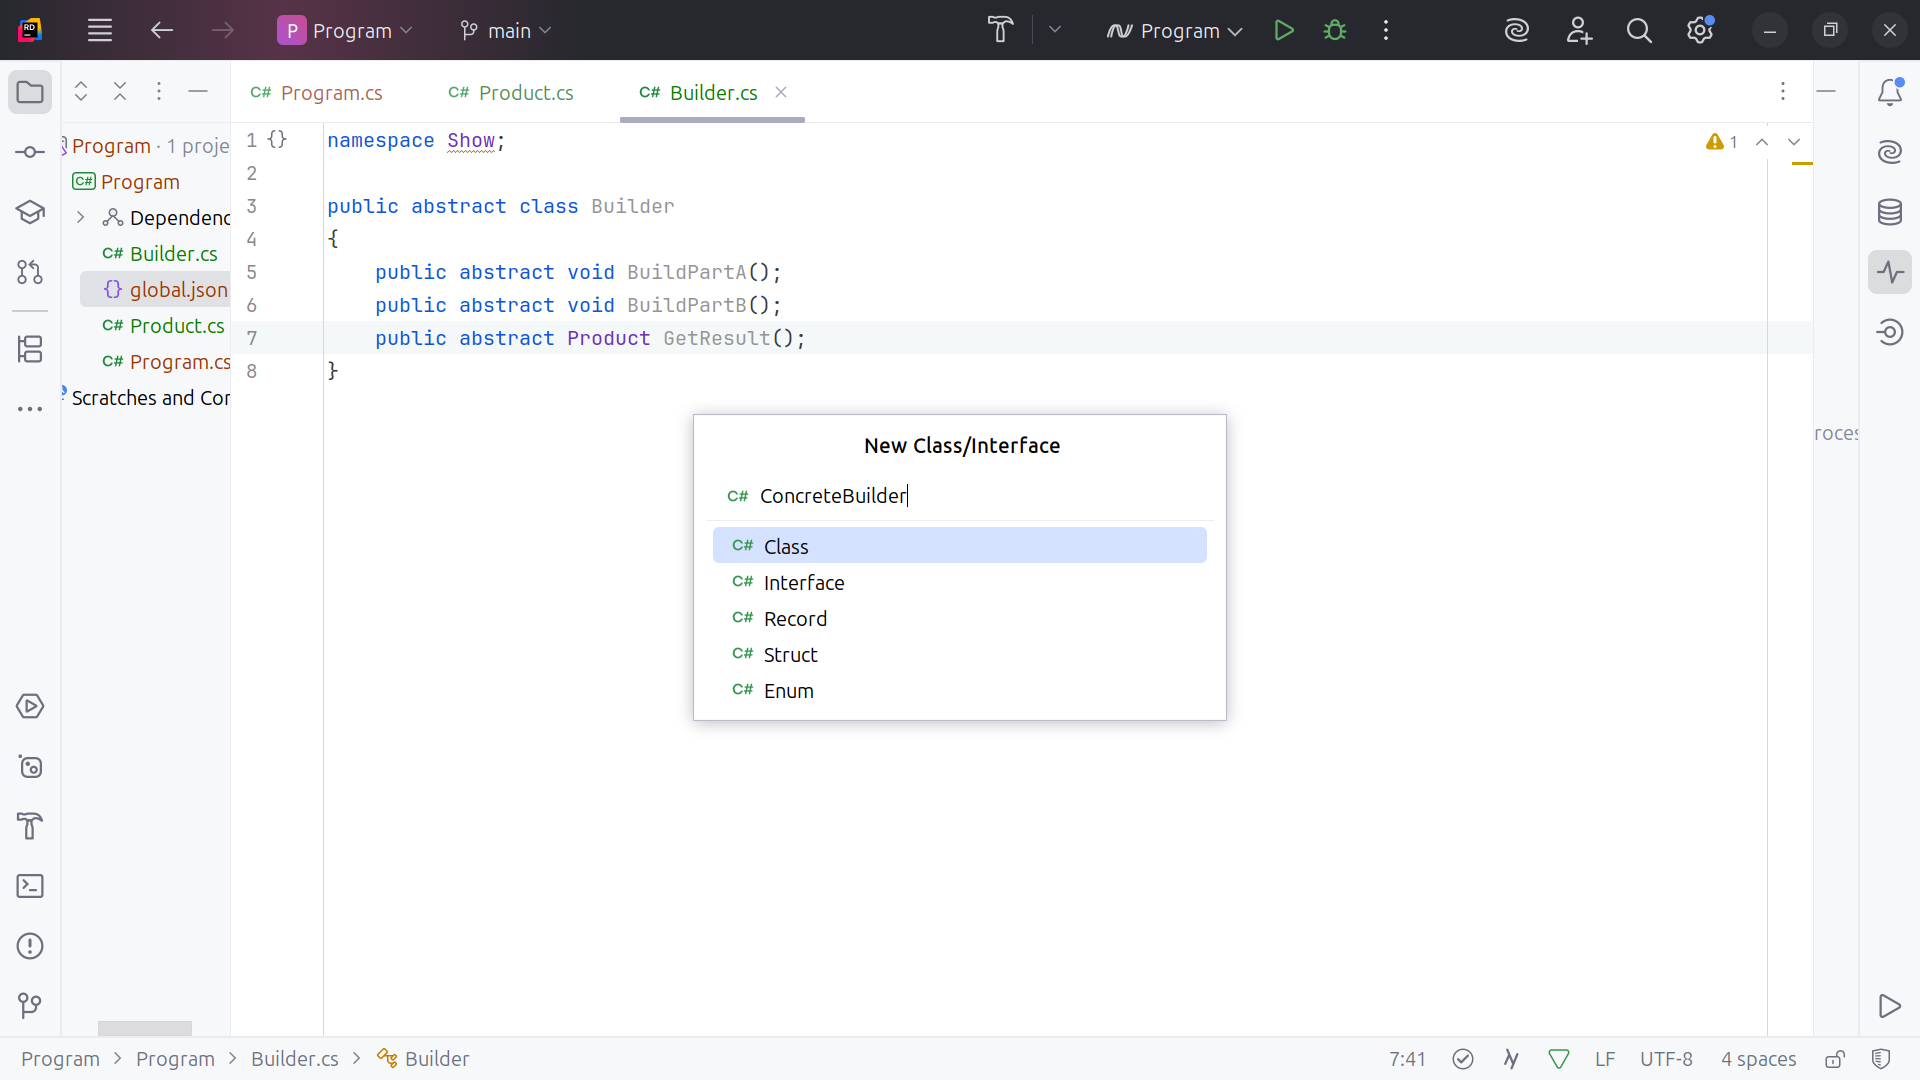 RD
P Program
main
Program
Program · 1 proje
C# Program
Dependenc
C# Builder.cs
{} global.json
C# Product.cs
C# Program.cs
Scratches and Cor
C# Program.cs
C# Product.cs
C# Builder.cs
1 {} namespace Show;
2
3 public abstract class Builder
4 {
5 public abstract void BuildPartA();
6 public abstract void BuildPartB();
7 public abstract Product GetResult();
8 }
1
roces
New Class/Interface
C# ConcreteBuilder
C# Class
C# Interface
C# Record
C# Struct
C# Enum
Program > Program > Builder.cs > Builder
7:41
LF
UTF-8
4 spaces